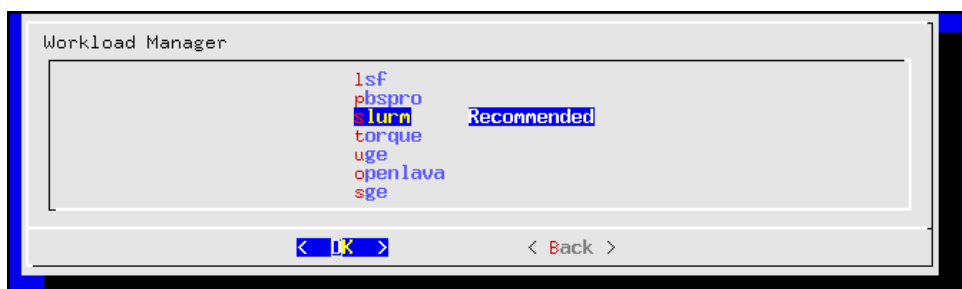 Workload Manager
lsf
pbspro
slurm Recommended
torque
uge
openlava
sge
< OK > < Back >